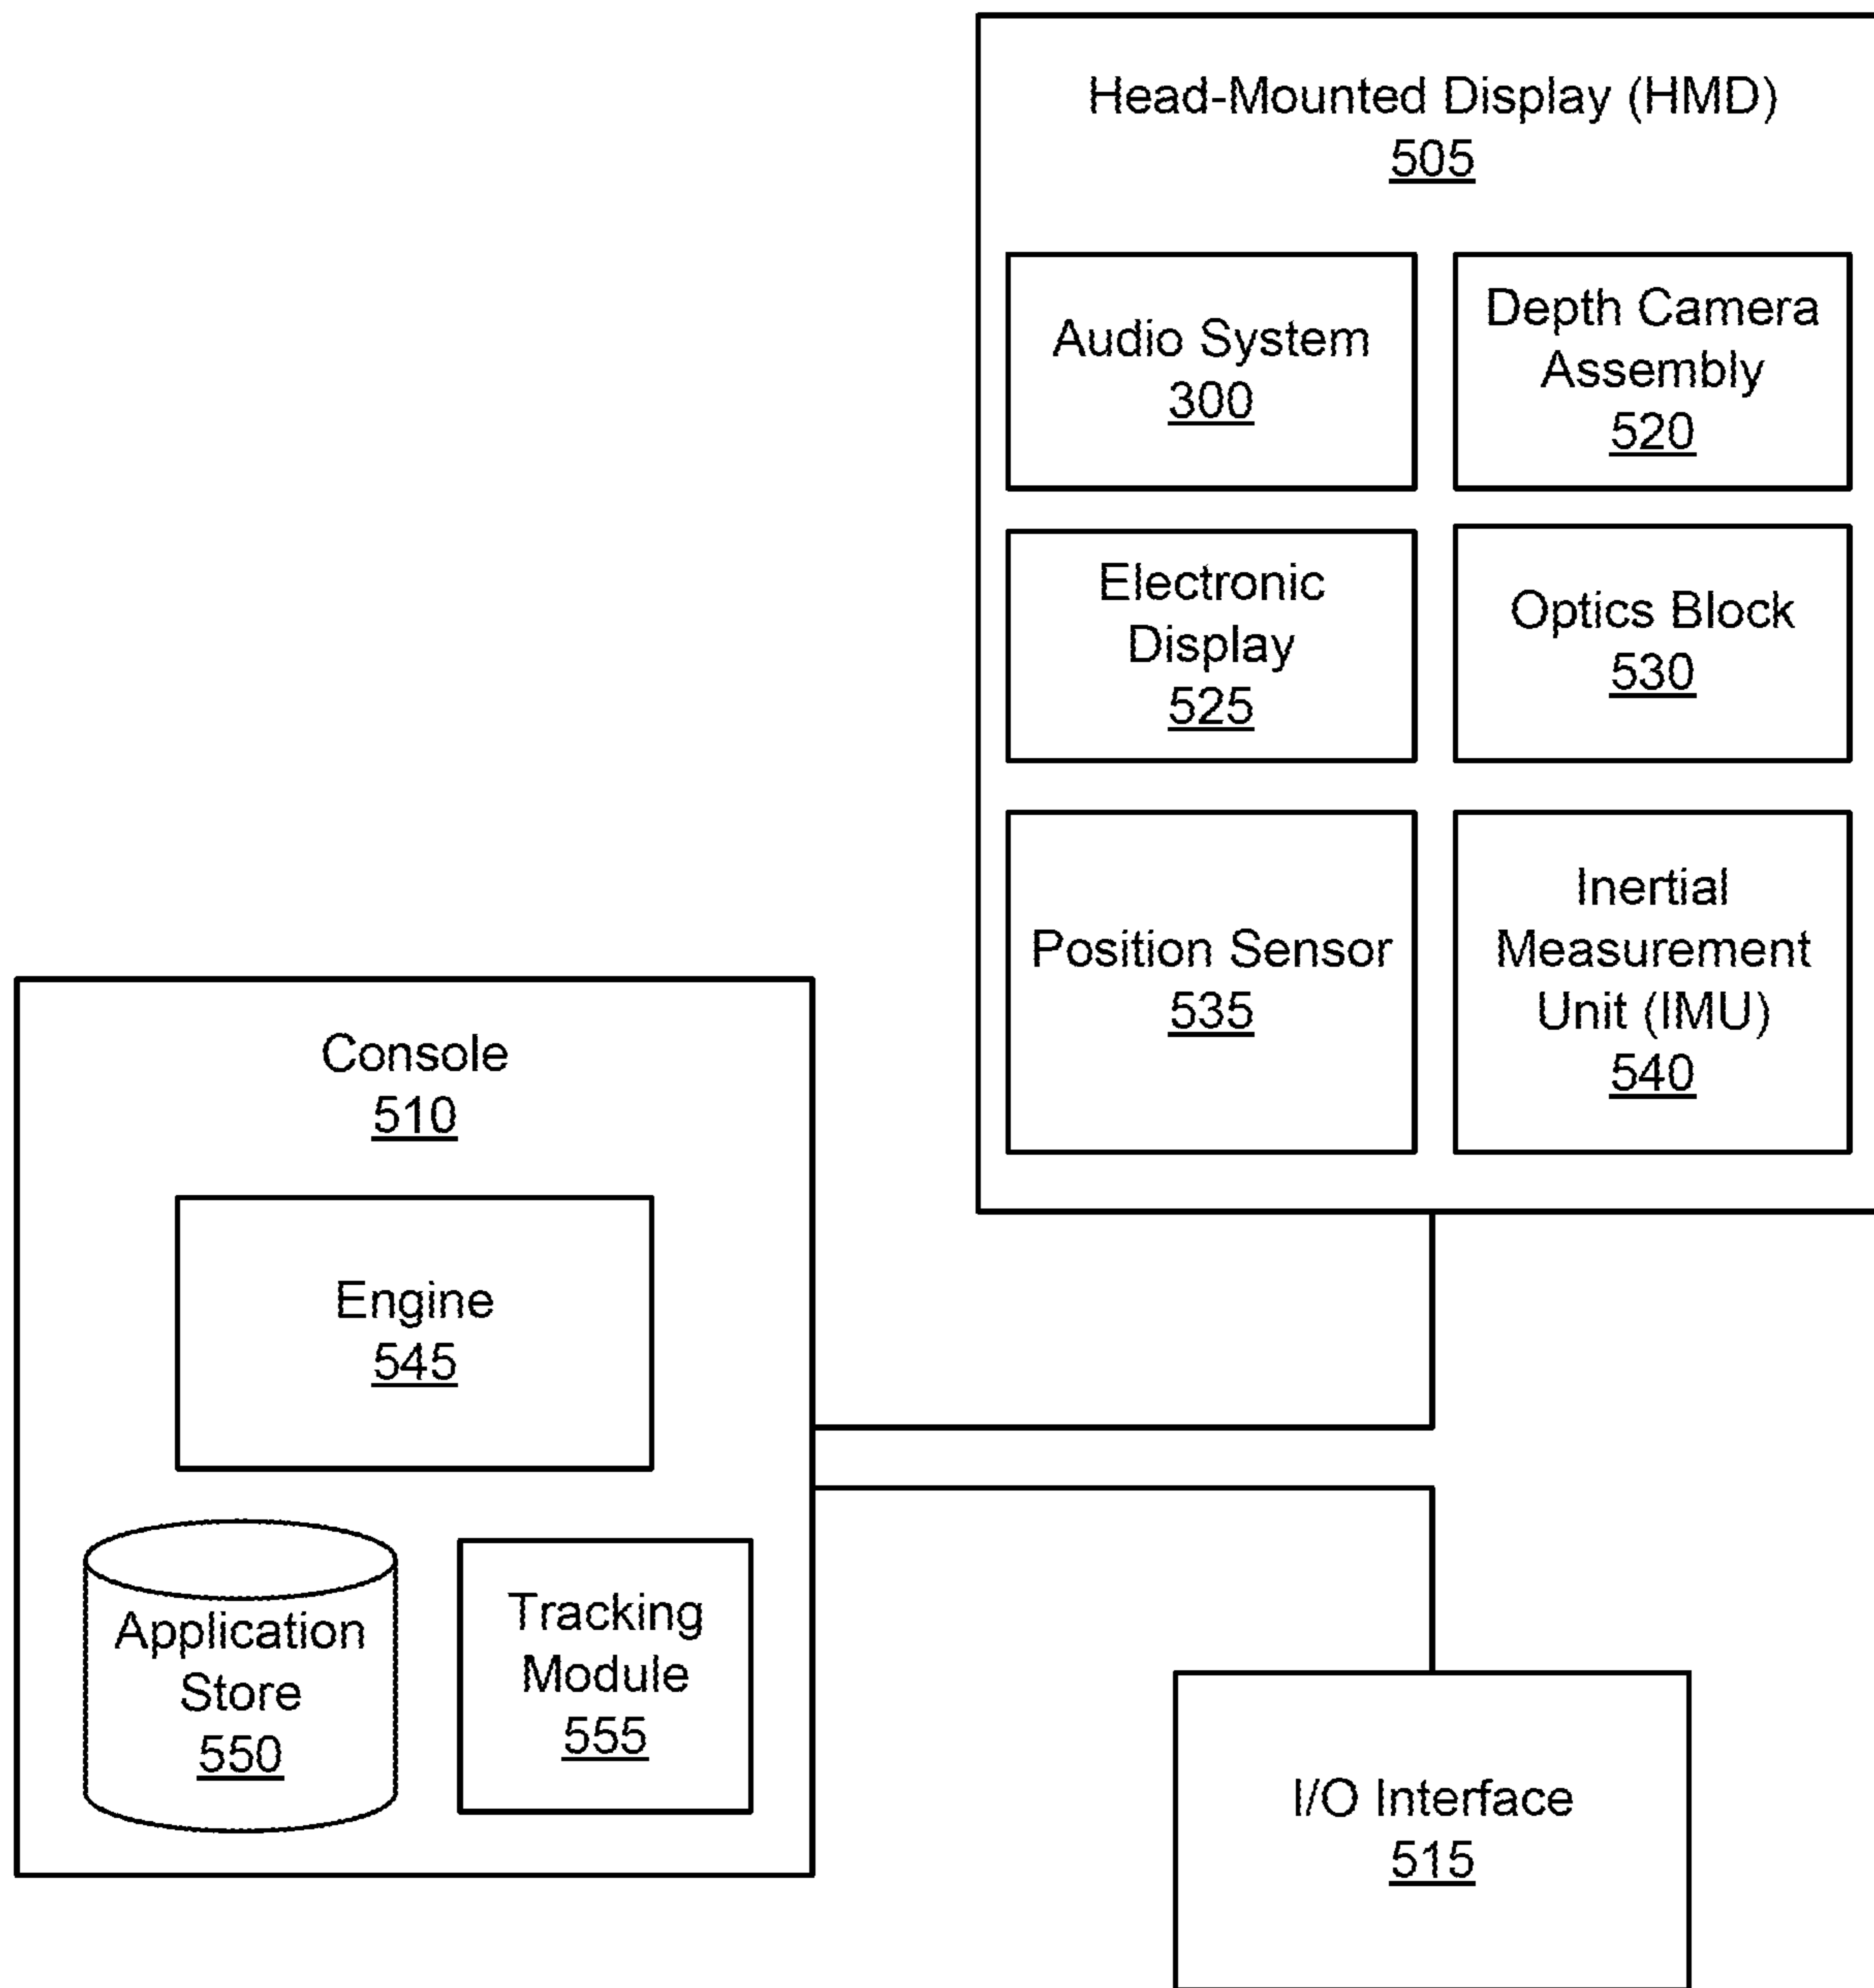 Head-Mounted Display (HMD)
505
Audio System
300
Depth Camera
Assembly
520
Electronic
Display
525
Optics Block
530
Position Sensor
535
Inertial
Measurement
Unit (IMU)
540
Console
510
Engine
545
Application
Store
550
Tracking
Module
555
I/O Interface
515